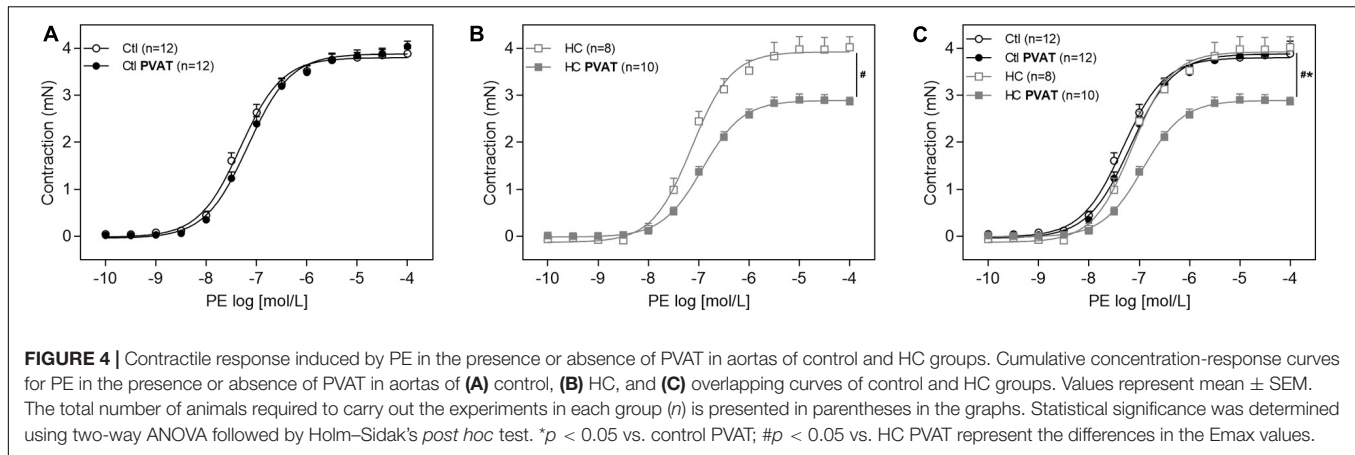 A
Ctl (n=12)
Ctl PVAT (n=12)
Contraction (mN)
4
3
2
1
0
-10 -9 -8 -7 -6 -5 -4
PE log [mol/L]
B
HC (n=8)
HC PVAT (n=10)
#
Contraction (mN)
4
3
2
1
0
-10 -9 -8 -7 -6 -5 -4
PE log [mol/L]
C
Ctl (n=12)
Ctl PVAT (n=12)
HC (n=8)
HC PVAT (n=10)
#*
Contraction (mN)
4
3
2
1
0
-10 -9 -8 -7 -6 -5 -4
PE log [mol/L]
FIGURE 4 | Contractile response induced by PE in the presence or absence of PVAT in aortas of control and HC groups. Cumulative concentration-response curves
for PE in the presence or absence of PVAT in aortas of (A) control, (B) HC, and (C) overlapping curves of control and HC groups. Values represent mean ± SEM.
The total number of animals required to carry out the experiments in each group (n) is presented in parentheses in the graphs. Statistical significance was determined
using two-way ANOVA followed by Holm–Sidak's post hoc test. *p < 0.05 vs. control PVAT; #p < 0.05 vs. HC PVAT represent the differences in the Emax values.